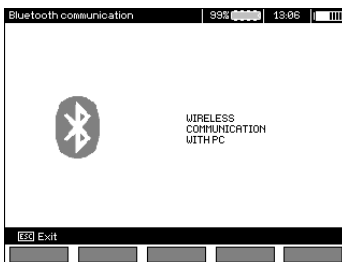 Bluetooth communication 99% 13:06
WIRELESS
COMMUNICATION
WITH PC
ESC Exit